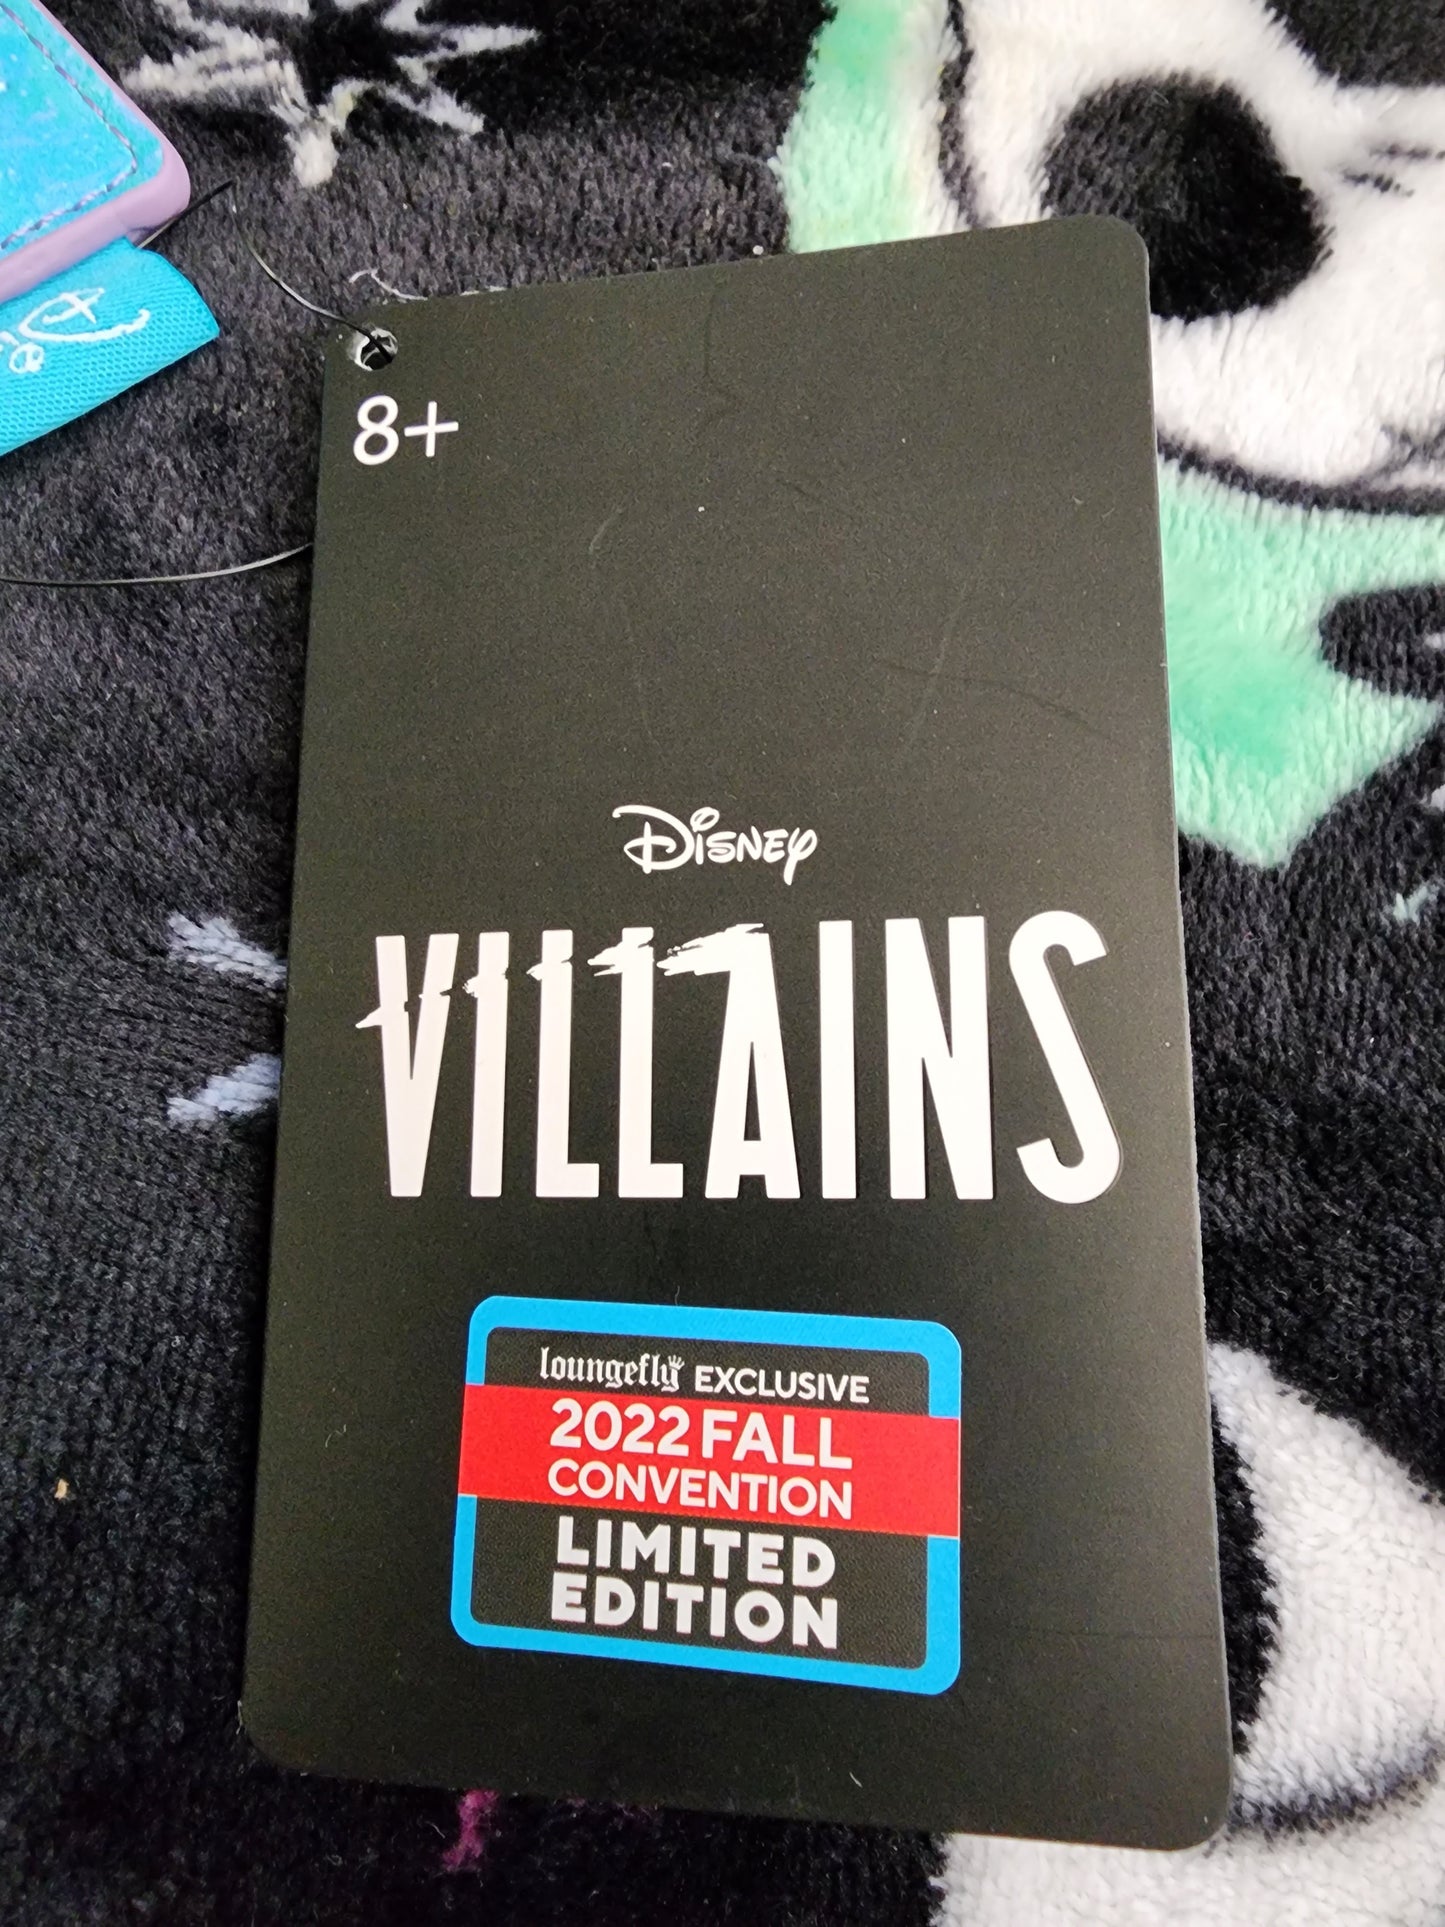 8+
Disney
VILLAINS
loungefly EXCLUSIVE
2022 FALL
CONVENTION
LIMITED
EDITION